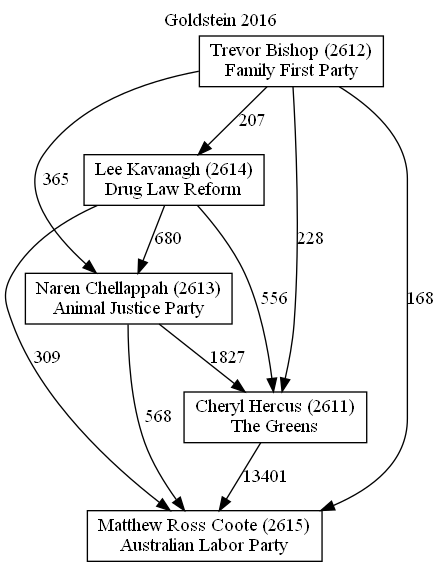 Goldstein 2016
Trevor Bishop (2612)
Family First Party
207
Lee Kavanagh (2614)
Drug Law Reform
365
680
228
Naren Chellappah (2613)
Animal Justice Party
556
168
309
1827
Cheryl Hercus (2611)
The Greens
568
13401
Matthew Ross Coote (2615)
Australian Labor Party